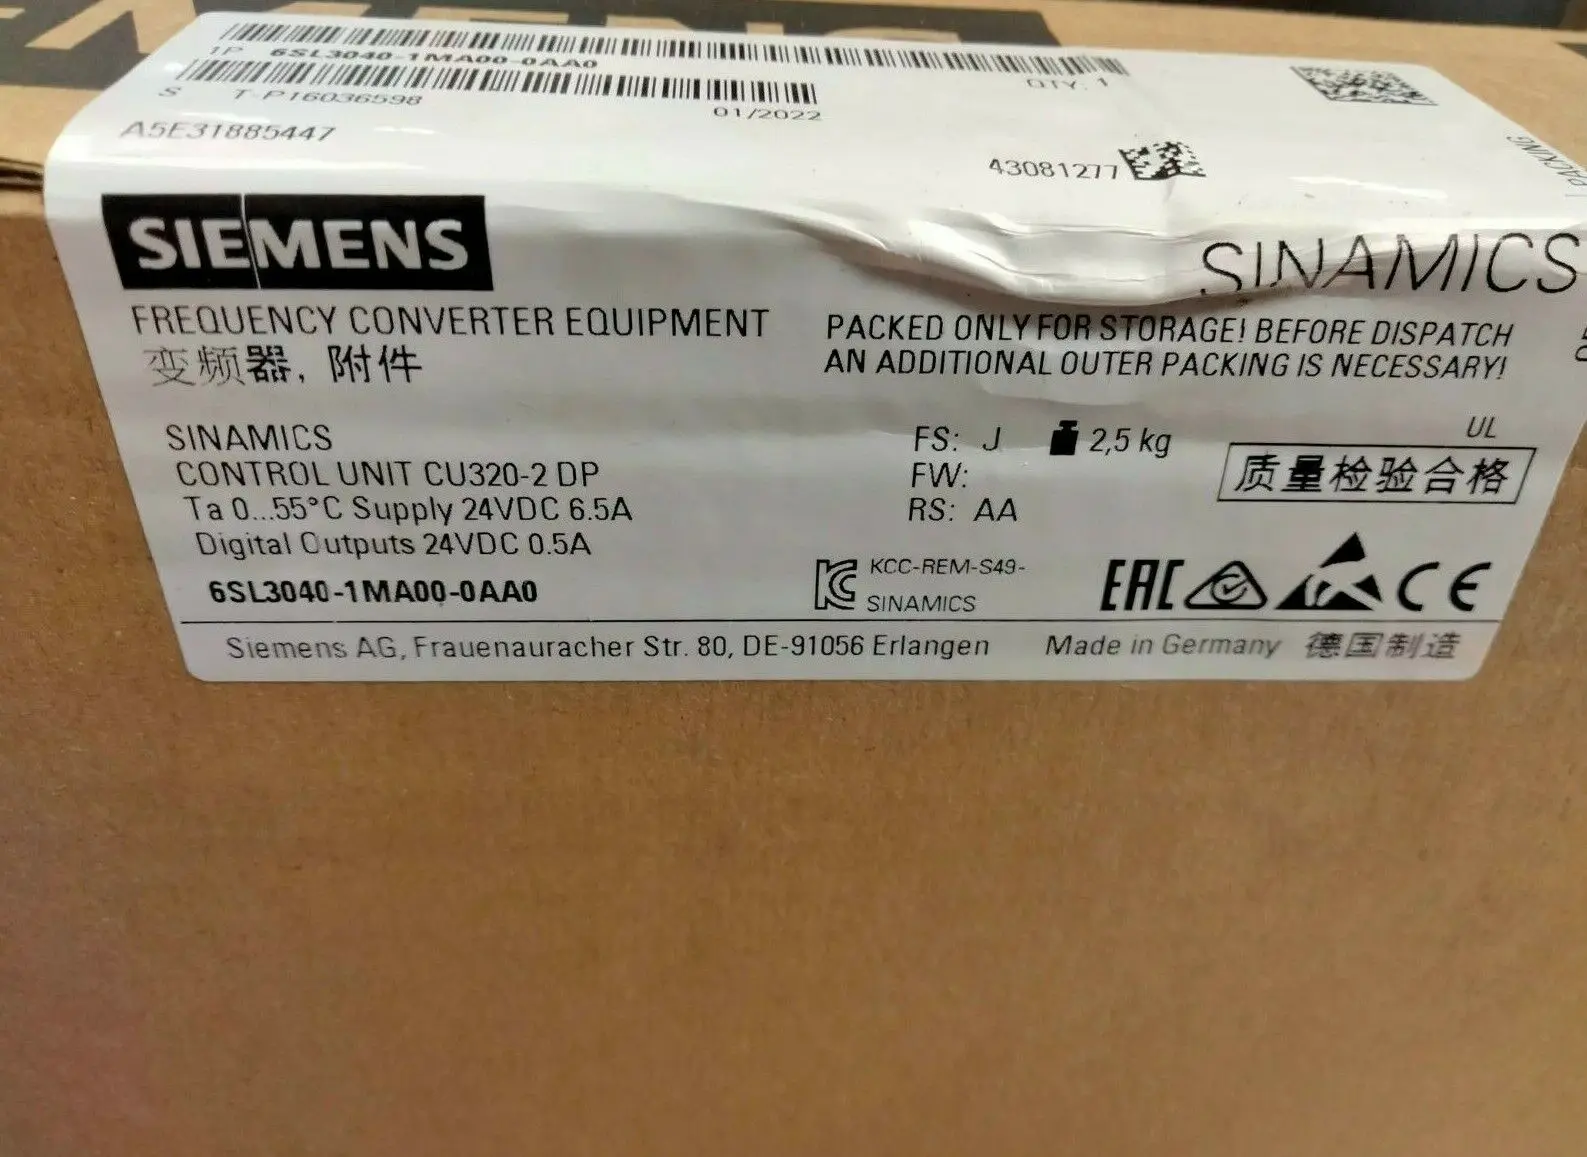 1P 6SL3040-1MA00-0AA0
QTY. 1
S T-P16036598
01/2022
A5E31885447
43081277
PACKING
SIEMENS
SINAMICS
FREQUENCY CONVERTER EQUIPMENT
变频器, 附件
PACKED ONLY FOR STORAGE! BEFORE DISPATCH
AN ADDITIONAL OUTER PACKING IS NECESSARY!
SINAMICS
CONTROL UNIT CU320-2 DP
Ta 0...55°C Supply 24VDC 6.5A
Digital Outputs 24VDC 0.5A
6SL3040-1MA00-0AA0
FS: J 2,5 kg
FW:
RS: AA
UL
质量检验合格
KCC-REM-S49-
SINAMICS
EAC
CE
Siemens AG, Frauenauracher Str. 80, DE-91056 Erlangen Made in Germany 德国制造